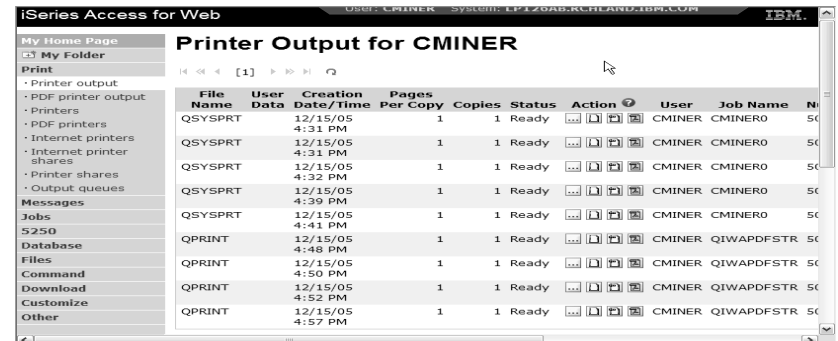 iSeries Access for Web
User: CMINER System: LP126AB.RCHLAND.IBM.COM
IBM.
My Home Page
My Folder
Print
· Printer output
· PDF printer output
· Printers
· PDF printers
· Internet printers
· Internet printer
shares
· Printer shares
· Output queues
Messages
Jobs
5250
Database
Files
Command
Download
Customize
Other
Printer Output for CMINER
[1]
File Name User Data Creation Date/Time Pages Per Copy Copies Status Action User Job Name
QSYSPRT 12/15/05 4:31 PM 1 1 Ready ... CMINER CMINER0
QSYSPRT 12/15/05 4:31 PM 1 1 Ready ... CMINER CMINER0
QSYSPRT 12/15/05 4:32 PM 1 1 Ready ... CMINER CMINER0
QSYSPRT 12/15/05 4:39 PM 1 1 Ready ... CMINER CMINER0
QSYSPRT 12/15/05 4:41 PM 1 1 Ready ... CMINER CMINER0
QPRINT 12/15/05 4:48 PM 1 1 Ready ... CMINER QIWAPDFSTR
QPRINT 12/15/05 4:50 PM 1 1 Ready ... CMINER QIWAPDFSTR
QPRINT 12/15/05 4:52 PM 1 1 Ready ... CMINER QIWAPDFSTR
QPRINT 12/15/05 4:57 PM 1 1 Ready ... CMINER QIWAPDFSTR